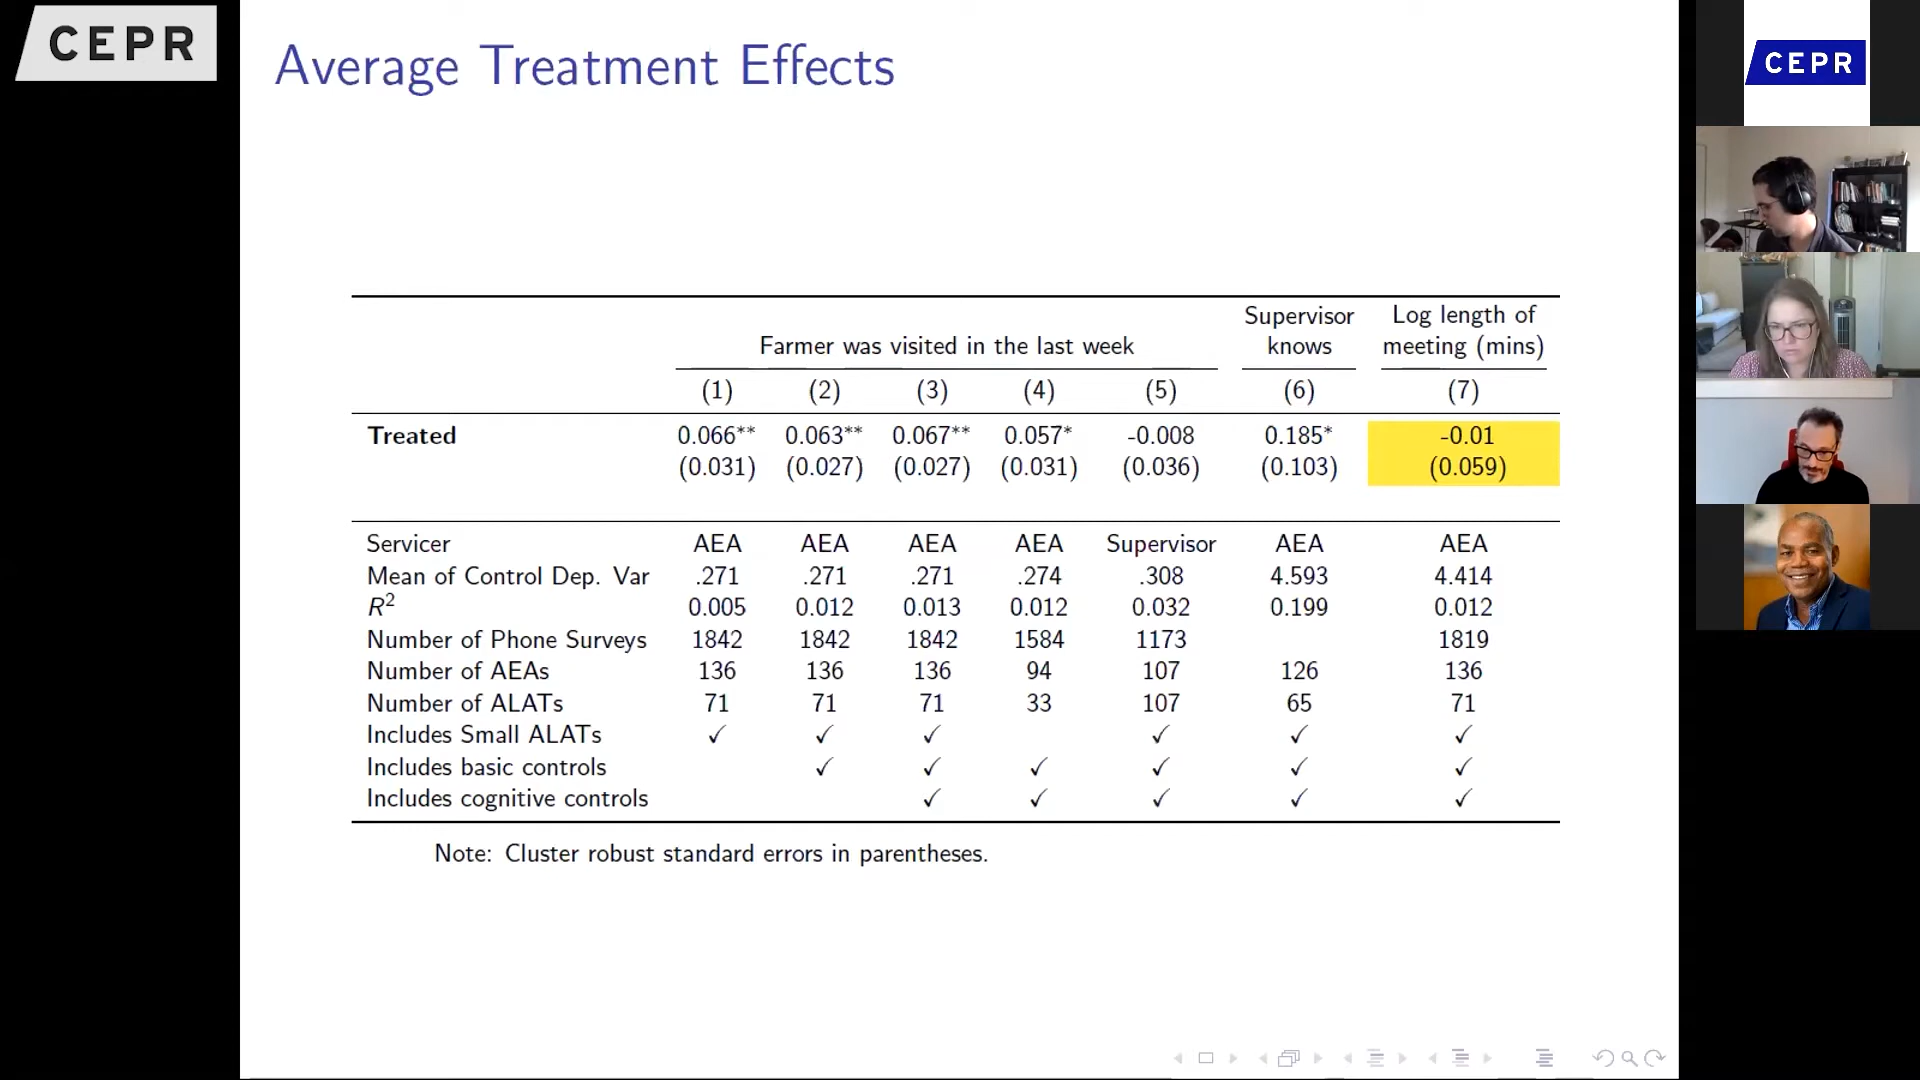 CEPR
Average Treatment Effects
CEPR
Supervisor Log length of
Farmer was visited in the last week knows meeting (mins)
(1) (2) (3) (4) (5) (6) (7)
Treated 0.066** 0.063** 0.067** 0.057* -0.008 0.185* -0.01
(0.031) (0.027) (0.027) (0.031) (0.036) (0.103) (0.059)
Servicer AEA AEA AEA AEA Supervisor AEA AEA
Mean of Control Dep. Var .271 .271 .271 .274 .308 4.593 4.414
R² 0.005 0.012 0.013 0.012 0.032 0.199 0.012
Number of Phone Surveys 1842 1842 1842 1584 1173 1819
Number of AEAs 136 136 136 94 107 126 136
Number of ALATs 71 71 71 33 107 65 71
Includes Small ALATs ✓ ✓ ✓ ✓ ✓ ✓
Includes basic controls ✓ ✓ ✓ ✓ ✓ ✓
Includes cognitive controls ✓ ✓ ✓ ✓ ✓
Note: Cluster robust standard errors in parentheses.